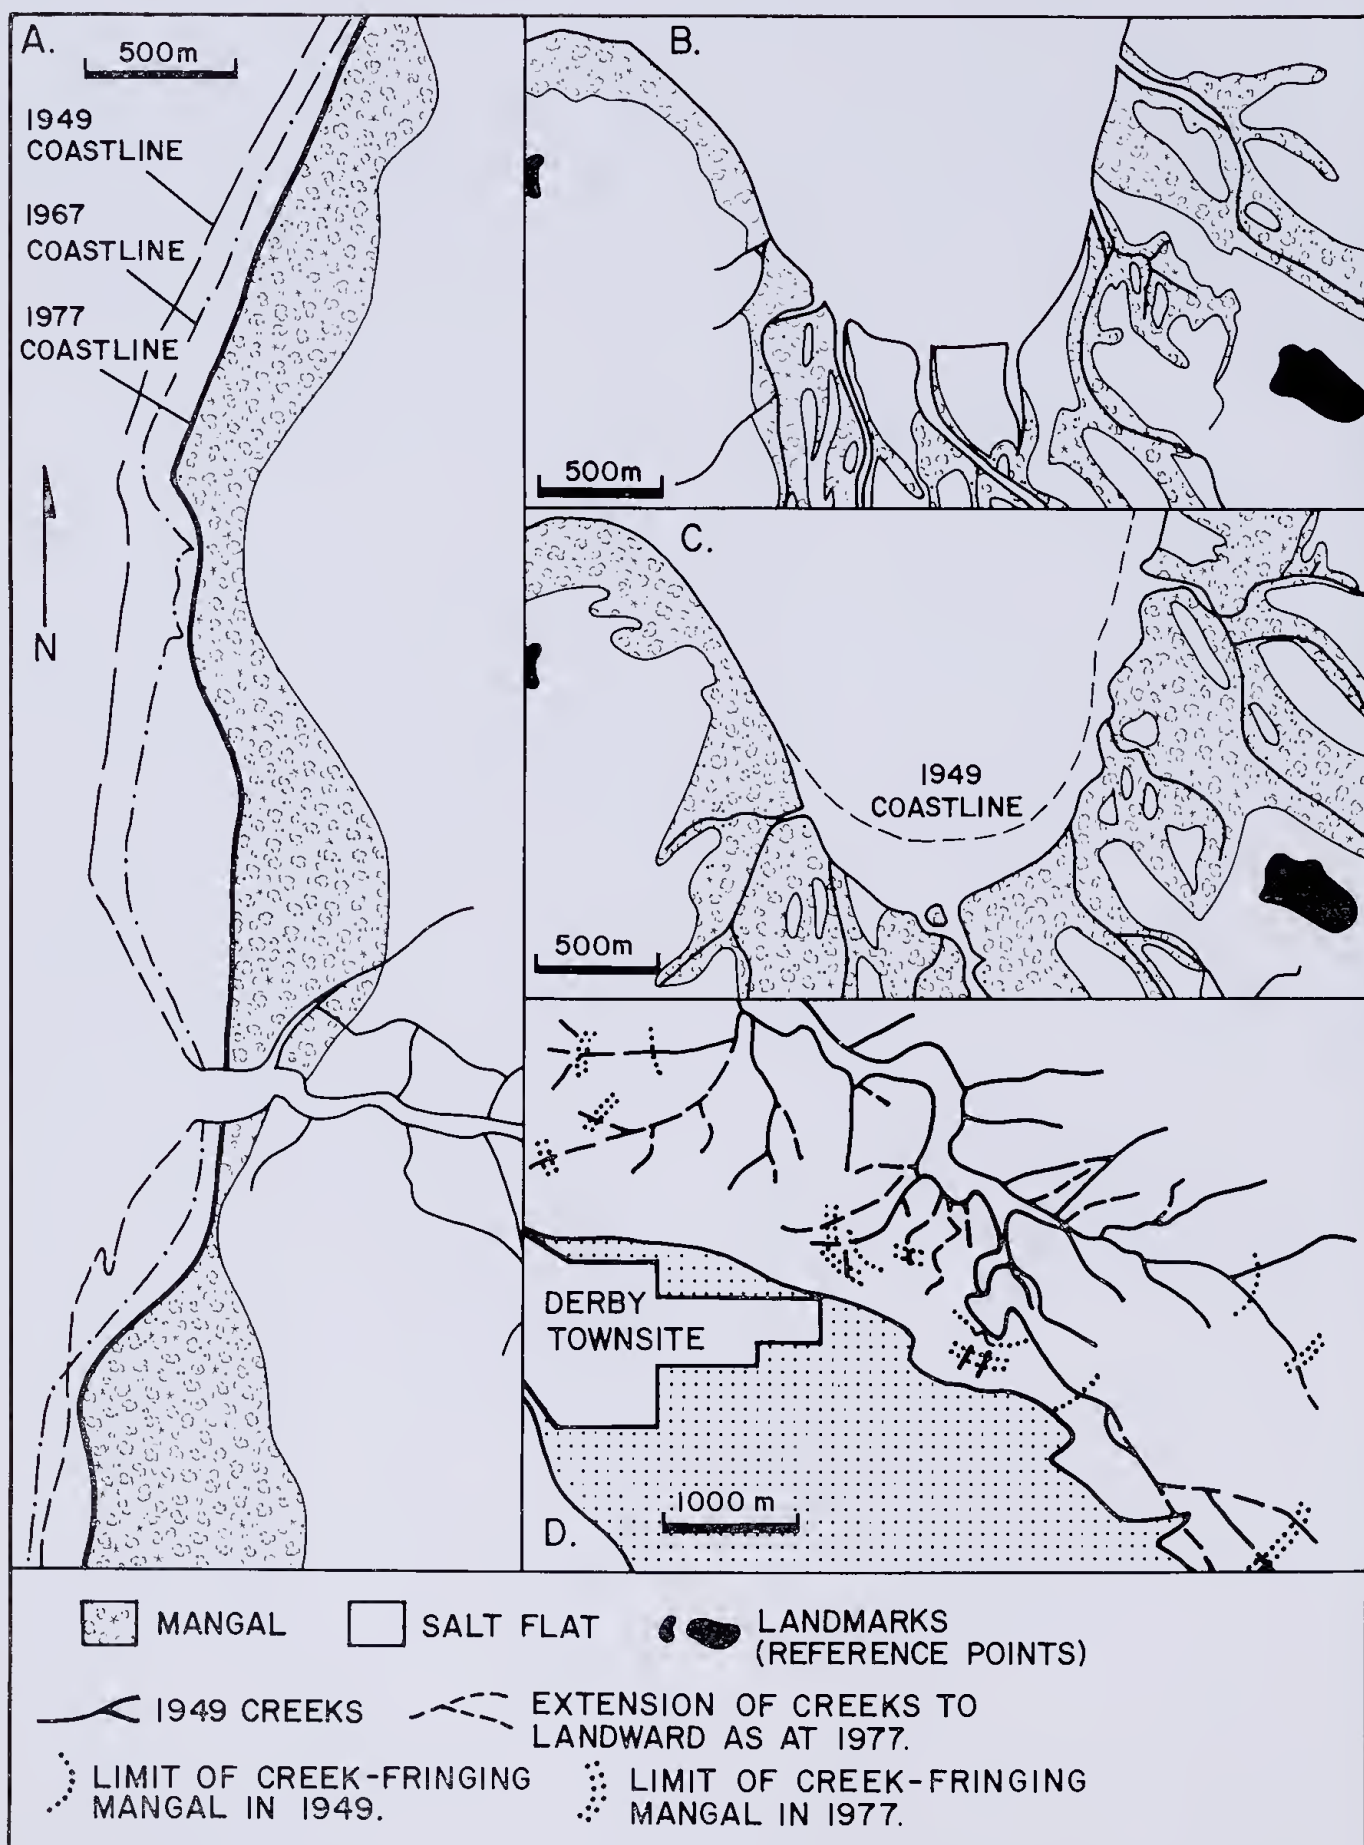 A.
500m
1949
COASTLINE
1967
COASTLINE
1977
COASTLINE
N
B.
500m
C.
1949
COASTLINE
500m
DERBY
TOWNSITE
1000 m
D.
MANGAL
SALT FLAT
LANDMARKS
(REFERENCE POINTS)
1949 CREEKS
EXTENSION OF CREEKS TO
LANDWARD AS AT 1977.
LIMIT OF CREEK-FRINGING
MANGAL IN 1949.
LIMIT OF CREEK-FRINGING
MANGAL IN 1977.